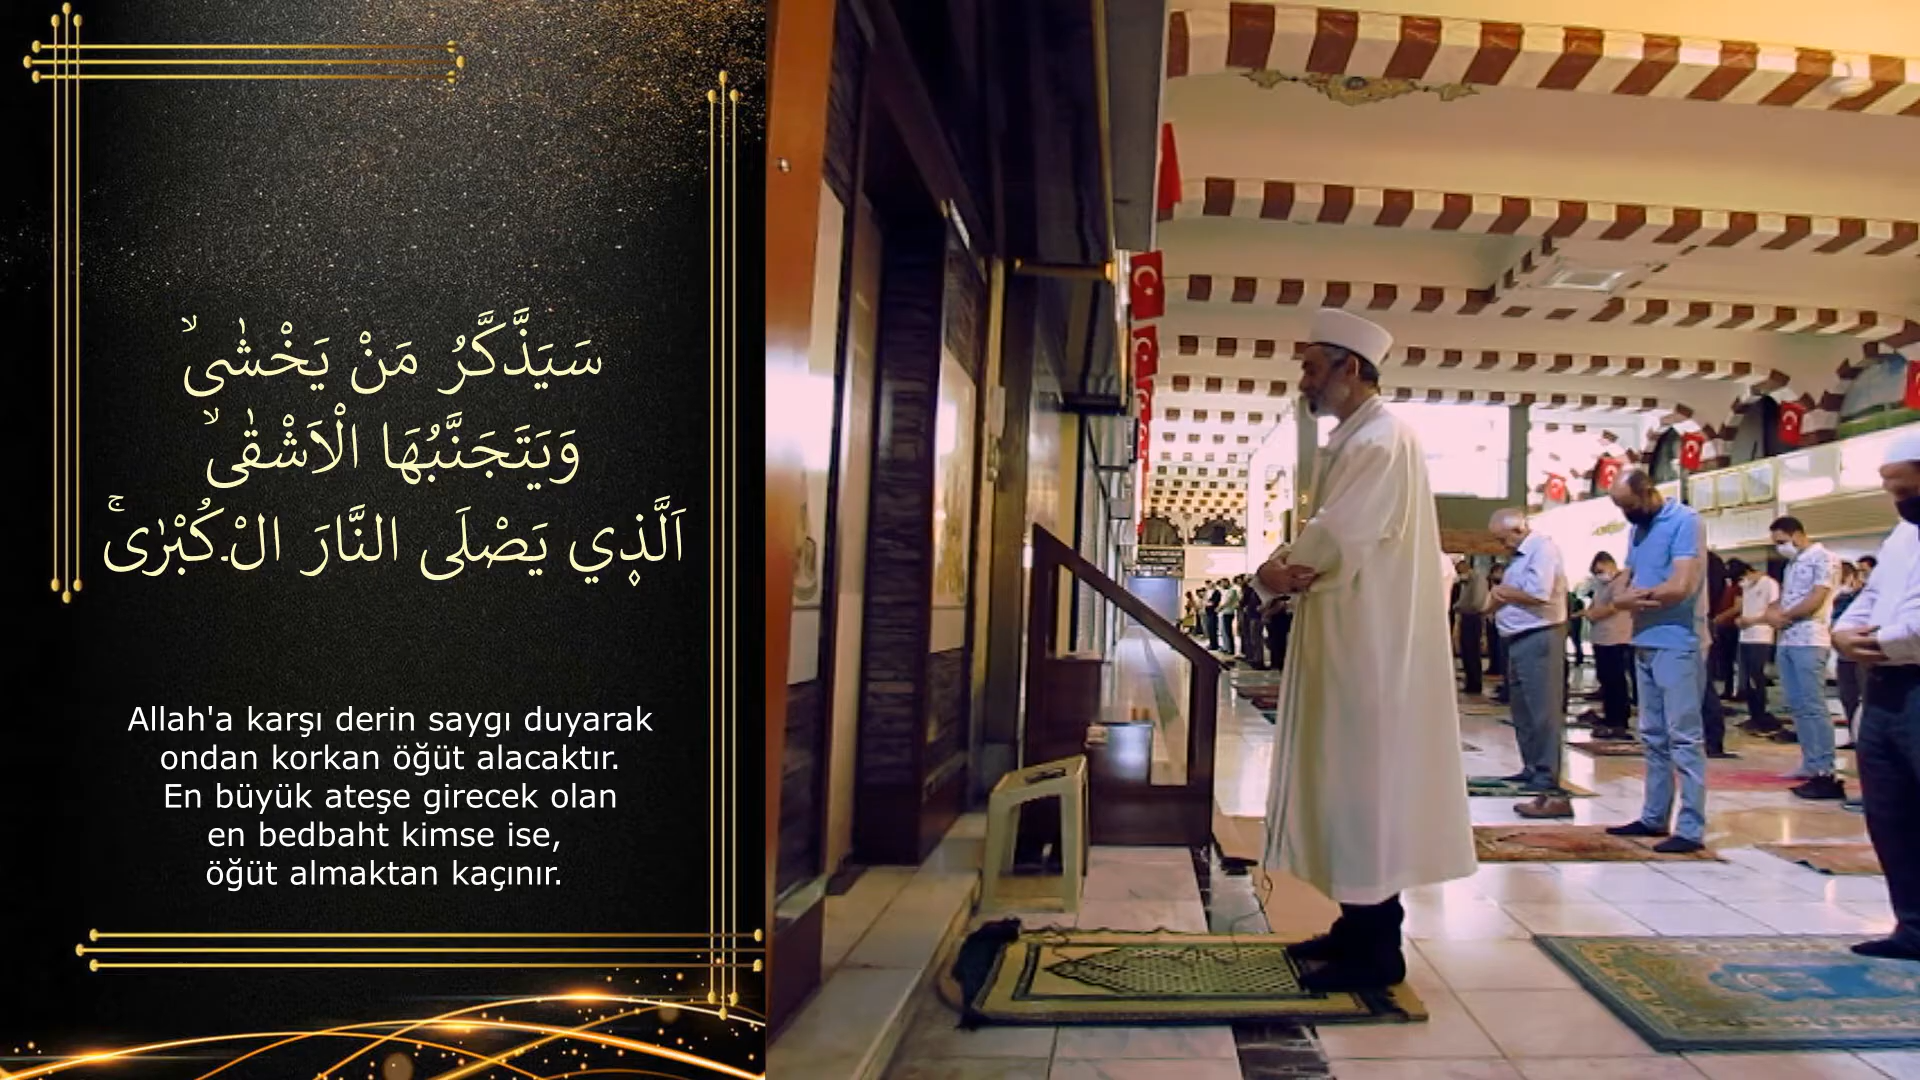 سَيَذَّكَّرُ مَنْ يَخْشٰىۙ
وَيَتَجَنَّبُهَا الْاَشْقٰىۙ
اَلَّذ۪ي يَصْلَى النَّارَ الْـكُبْرٰىۚ
Allah'a karşı derin saygı duyarak
ondan korkan öğüt alacaktır.
En büyük ateşe girecek olan
en bedbaht kimse ise,
öğüt almaktan kaçınır.